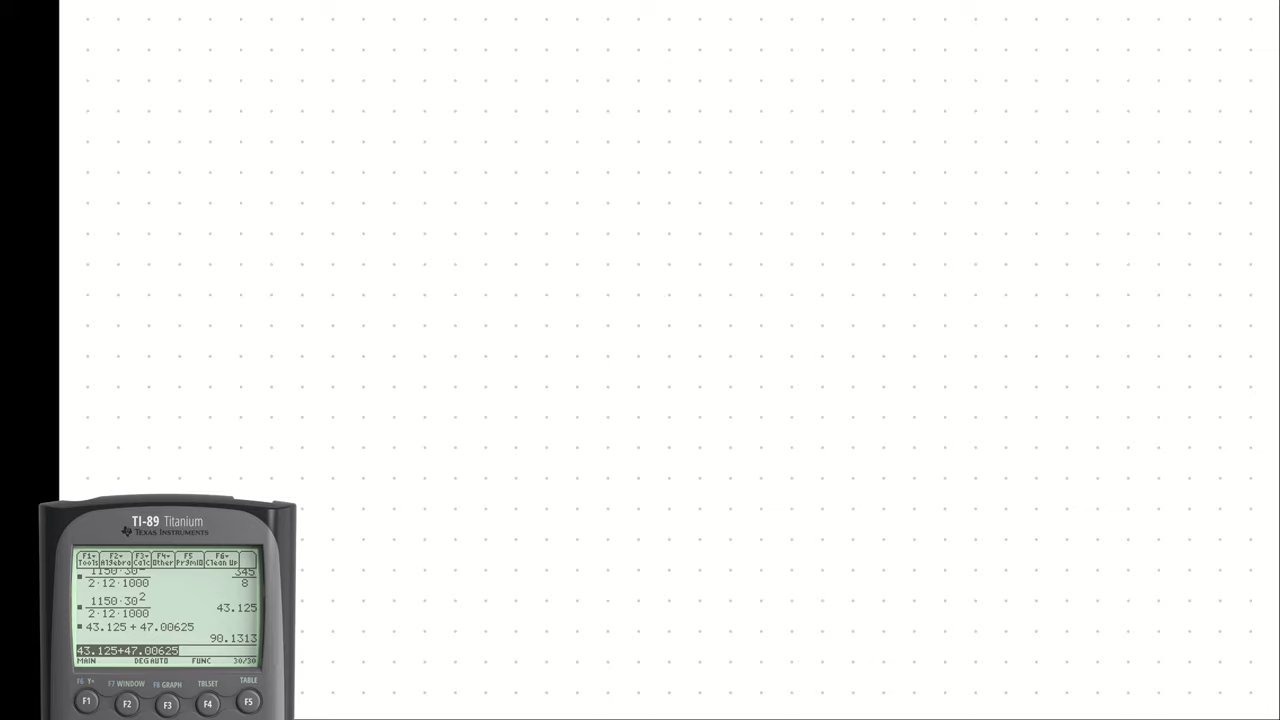 TI-89 Titanium
TEXAS INSTRUMENTS
F1 F2 F3 F4 F5 F6
Tools Algebra Calc Other PrgmIO Clean Up
1150·30² 345
2·12·1000 8
1150·30²
2·12·1000 43.125
43.125 + 47.00625
90.1313
43.125+47.00625
MAIN DEG AUTO FUNC 30/30
F6 Y= F7 WINDOW F8 GRAPH TBLSET TABLE
F1 F2 F3 F4 F5